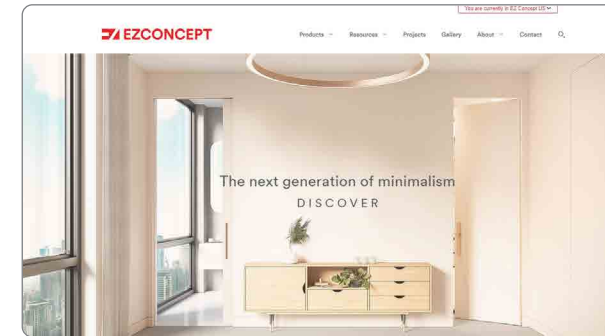 You are currently in EZ Concept US
EZCONCEPT
Products Resources Projects Gallery About Contact
The next generation of minimalism
DISCOVER